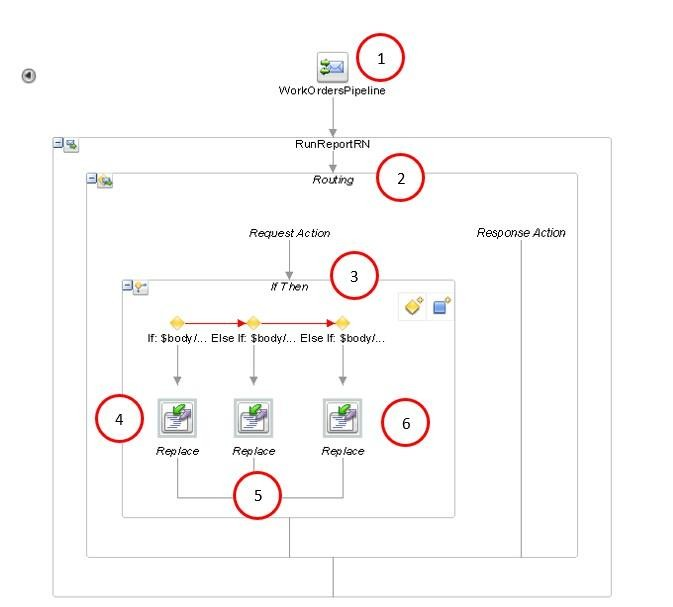 1
WorkOrdersPipeline
RunReportRN
Routing
2
Request Action
Response Action
3
If Then
If: $body/... Else If: $body/... Else If: $body/...
4
6
Replace Replace Replace
5